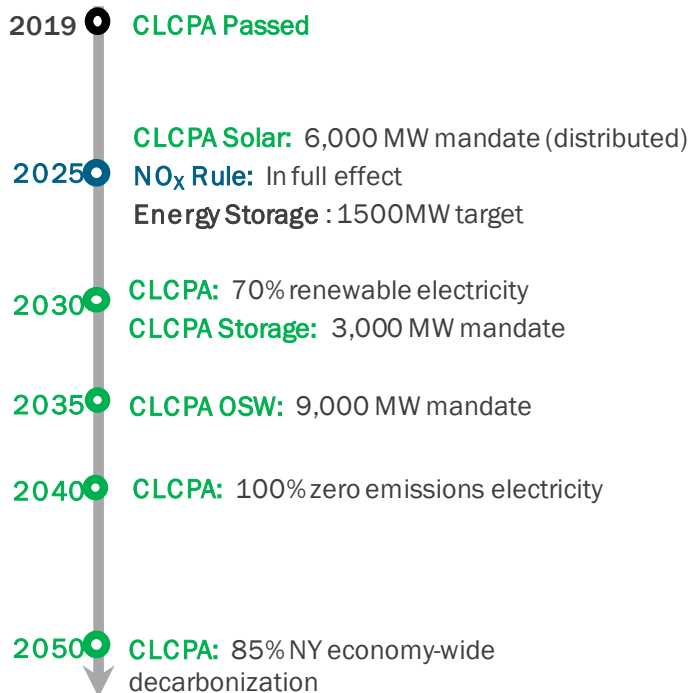 2019 CLCPA Passed
CLCPA Solar: 6,000 MW mandate (distributed)
2025 NOX Rule: In full effect
Energy Storage : 1500MW target
CLCPA: 70% renewable electricity
2030
CLCPA Storage: 3,000 MW mandate
2035 CLCPA OSW: 9,000 MW mandate
2040 CLCPA: 100% zero emissions electricity
2050 CLCPA: 85% NY economy-wide
decarbonization